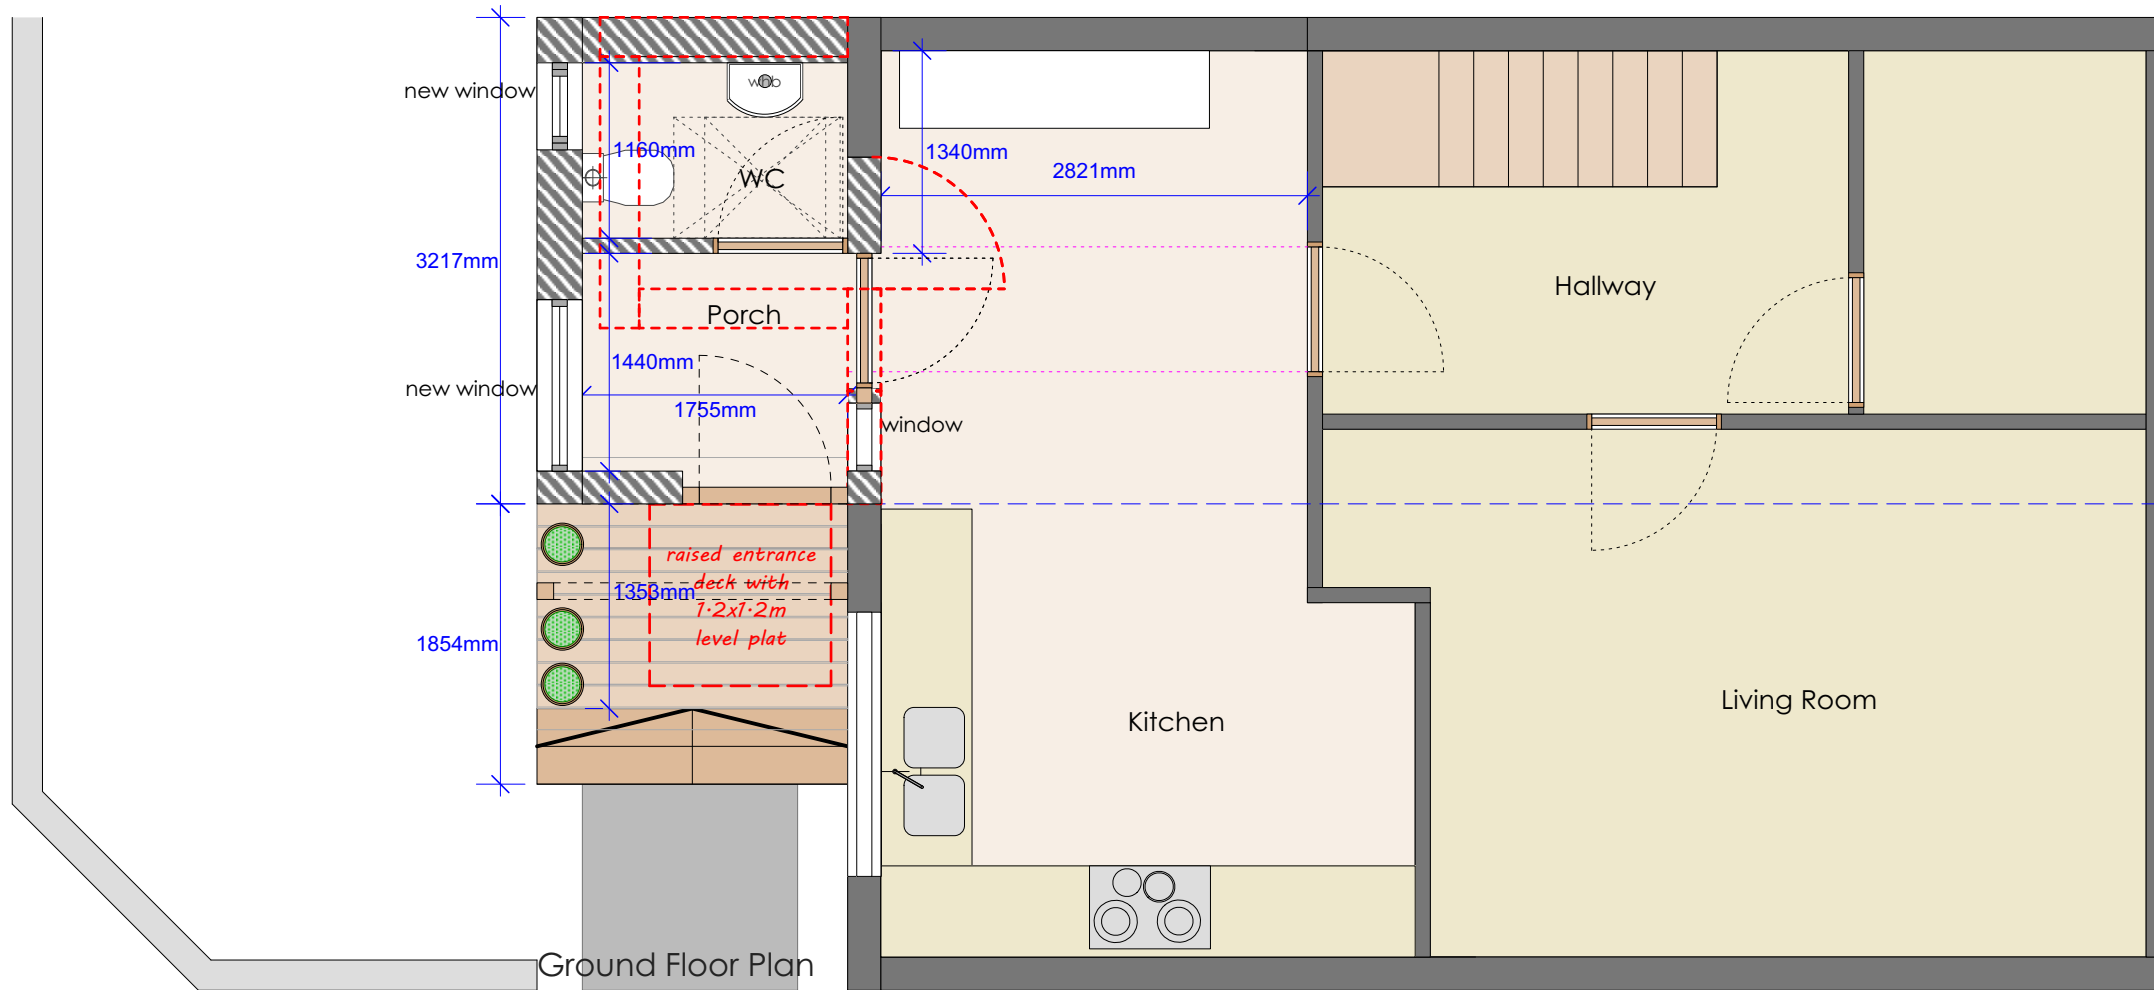 new window
whb
1160mm
WC
1340mm
2821mm
3217mm
Hallway
Porch
1440mm
new window
1755mm
window
raised entrance
deck with
1·2x1·2m
level plat
1353mm
1854mm
Living Room
Kitchen
Ground Floor Plan